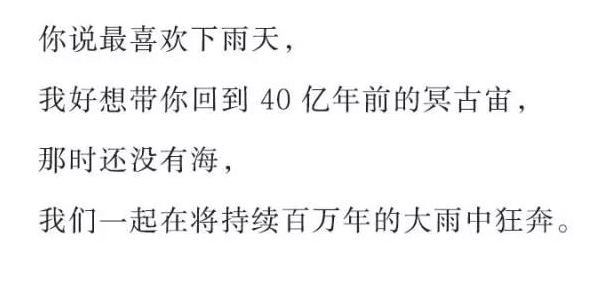 你说最喜欢下雨天，
我好想带你回到 40 亿年前的冥古宙，
那时还没有海，
我们一起在将持续百万年的大雨中狂奔。